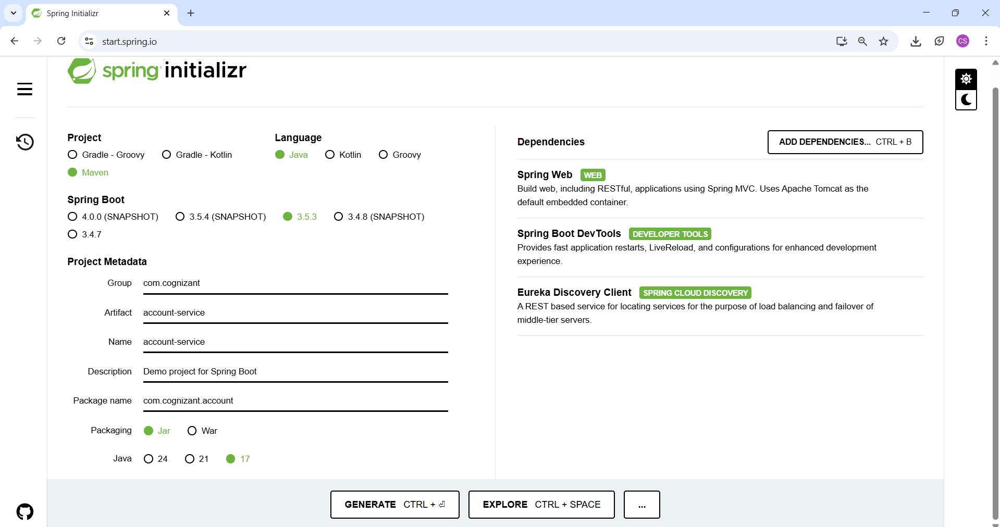 Spring Initializr
start.spring.io
CS
spring initializr
Project
Gradle - Groovy
Gradle - Kotlin
Maven
Language
Java
Kotlin
Groovy
Spring Boot
4.0.0 (SNAPSHOT)
3.5.4 (SNAPSHOT)
3.5.3
3.4.8 (SNAPSHOT)
3.4.7
Project Metadata
Group com.cognizant
Artifact account-service
Name account-service
Description Demo project for Spring Boot
Package name com.cognizant.account
Packaging Jar War
Java 24 21 17
Dependencies
ADD DEPENDENCIES... CTRL + B
Spring Web WEB
Build web, including RESTful, applications using Spring MVC. Uses Apache Tomcat as the
default embedded container.
Spring Boot DevTools DEVELOPER TOOLS
Provides fast application restarts, LiveReload, and configurations for enhanced development
experience.
Eureka Discovery Client SPRING CLOUD DISCOVERY
A REST based service for locating services for the purpose of load balancing and failover of
middle-tier servers.
GENERATE CTRL + ⏎
EXPLORE CTRL + SPACE
...